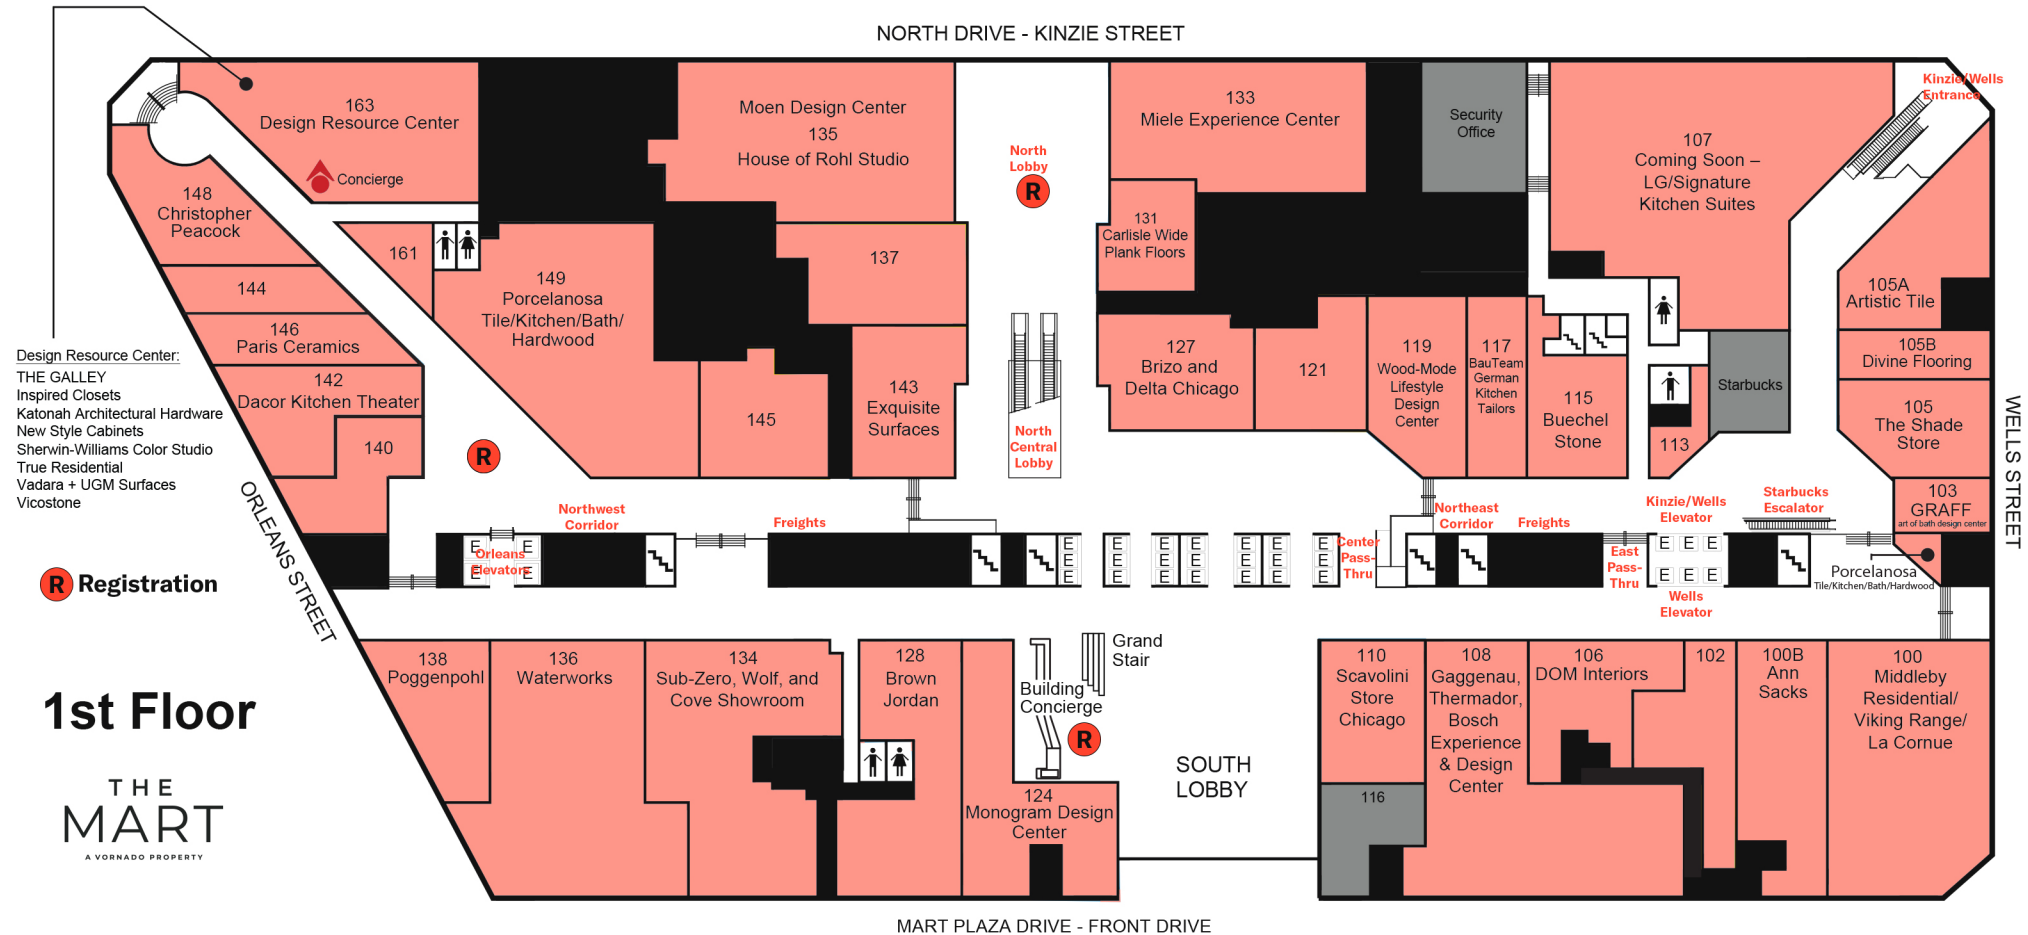 NORTH DRIVE - KINZIE STREET
163
Design Resource Center
Concierge
Moen Design Center
135
House of Rohl Studio
North
Lobby
R
133
Miele Experience Center
Security
Office
107
Coming Soon –
LG/Signature
Kitchen Suites
Kinzie/Wells
Entrance
148
Christopher
Peacock
161
149
Porcelanosa
Tile/Kitchen/Bath/
Hardwood
137
131
Carlisle Wide
Plank Floors
105A
Artistic Tile
144
146
Paris Ceramics
142
Dacor Kitchen Theater
140
145
143
Exquisite
Surfaces
North
Central
Lobby
127
Brizo and
Delta Chicago
121
119
Wood-Mode
Lifestyle
Design
Center
117
BauTeam
German
Kitchen
Tailors
115
Buechel
Stone
113
Starbucks
105B
Divine Flooring
105
The Shade
Store
103
GRAFF
art of bath design center
WELLS STREET
Design Resource Center:
THE GALLEY
Inspired Closets
Katonah Architectural Hardware
New Style Cabinets
Sherwin-Williams Color Studio
True Residential
Vadara + UGM Surfaces
Vicostone
ORLEANS STREET
R
Northwest
Corridor
Freights
Northeast
Corridor
Freights
Kinzie/Wells
Elevator
Starbucks
Escalator
E E
E E
Orleans
Elevators
E E E E E E E E
E E E E E E E E
E E E E E E E E
Center
Pass-
Thru
East
Pass-
Thru
E E E
E E E
Wells
Elevator
Porcelanosa
Tile/Kitchen/Bath/Hardwood
R Registration
1st Floor
THE
MART
A VORNADO PROPERTY
138
Poggenpohl
136
Waterworks
134
Sub-Zero, Wolf, and
Cove Showroom
128
Brown
Jordan
Grand
Stair
Building
Concierge
R
124
Monogram Design
Center
SOUTH
LOBBY
110
Scavolini
Store
Chicago
116
108
Gaggenau,
Thermador,
Bosch
Experience
& Design
Center
106
DOM Interiors
102
100B
Ann
Sacks
100
Middleby
Residential/
Viking Range/
La Cornue
MART PLAZA DRIVE - FRONT DRIVE